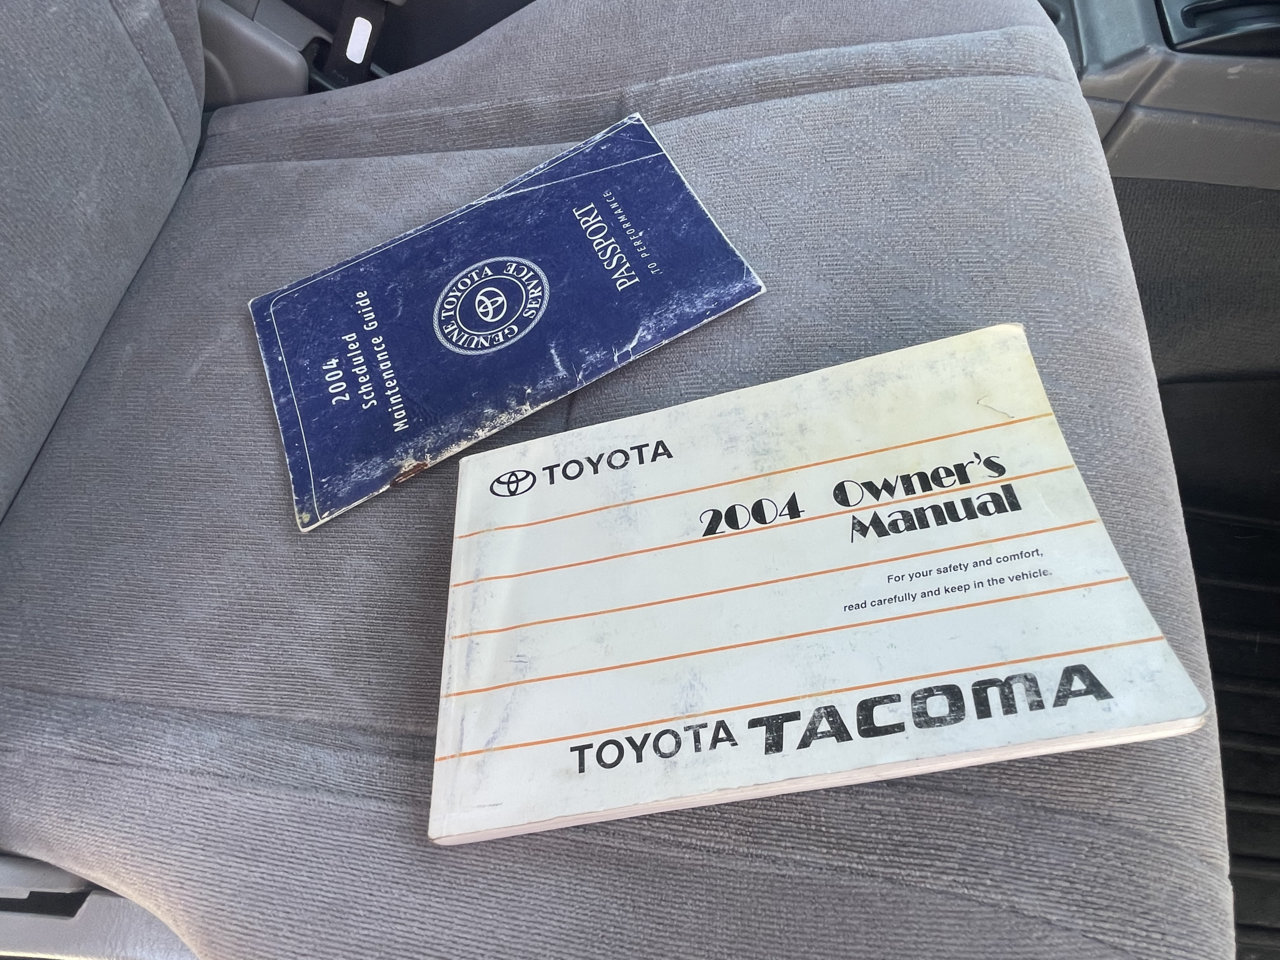 2004
Scheduled
Maintenance Guide
GENUINE TOYOTA SERVICE
PASSPORT
TO PERFORMANCE
TOYOTA
2004 Owner's
Manual
For your safety and comfort,
read carefully and keep in the vehicle.
TOYOTA TACOMA